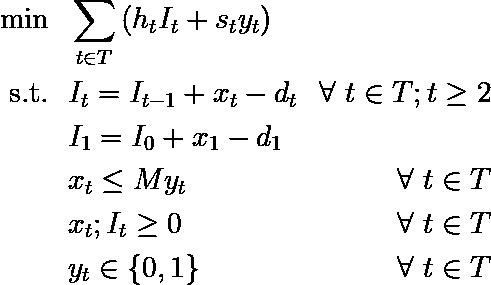 min ∑_{t∈T} (h_t I_t + s_t y_t)
s.t. I_t = I_{t−1} + x_t − d_t ∀ t ∈ T; t ≥ 2
I_1 = I_0 + x_1 − d_1
x_t ≤ M y_t ∀ t ∈ T
x_t; I_t ≥ 0 ∀ t ∈ T
y_t ∈ {0, 1} ∀ t ∈ T